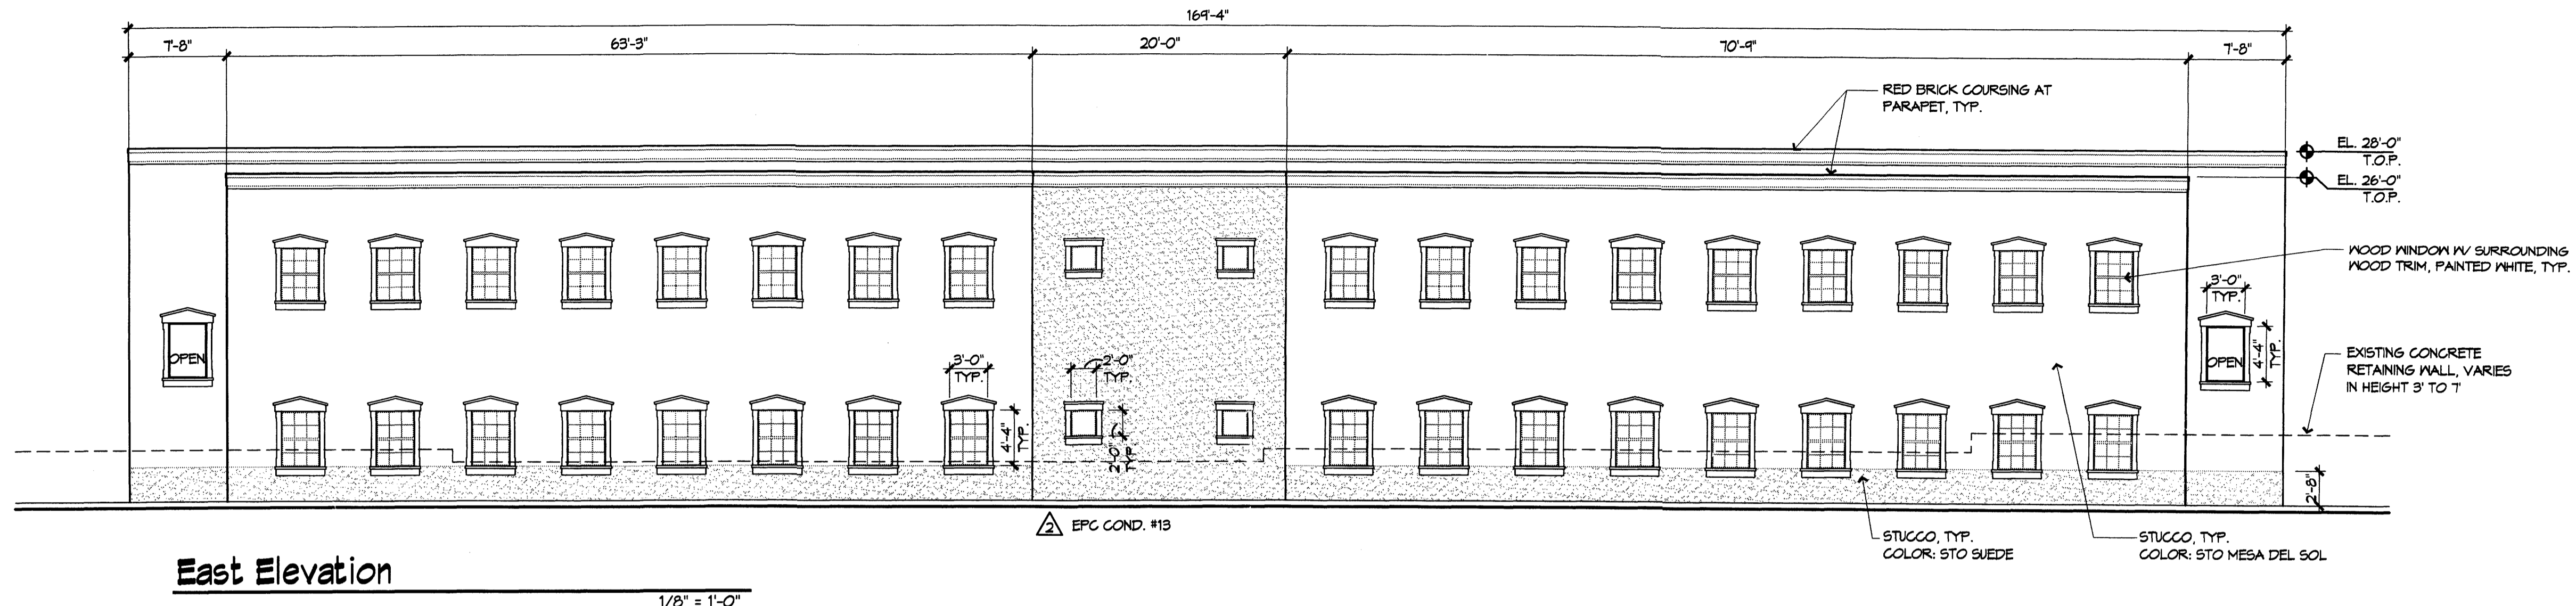 169'-4"
7'-8"
63'-3"
20'-0"
70'-9"
7'-8"
RED BRICK COURSING AT
PARAPET, TYP.
EL. 28'-0"
T.O.P.
EL. 26'-0"
T.O.P.
WOOD WINDOW W/ SURROUNDING
WOOD TRIM, PAINTED WHITE, TYP.
3'-0"
TYP.
OPEN
OPEN
4'-4"
TYP.
EXISTING CONCRETE
RETAINING WALL, VARIES
IN HEIGHT 3' TO 7'
3'-0"
TYP.
2'-0"
TYP.
4'-4"
TYP.
2'-0"
TYP.
2'-8"
2 EPC COND. #13
STUCCO, TYP.
COLOR: STO SUEDE
STUCCO, TYP.
COLOR: STO MESA DEL SOL
East Elevation
1/8" = 1'-0"